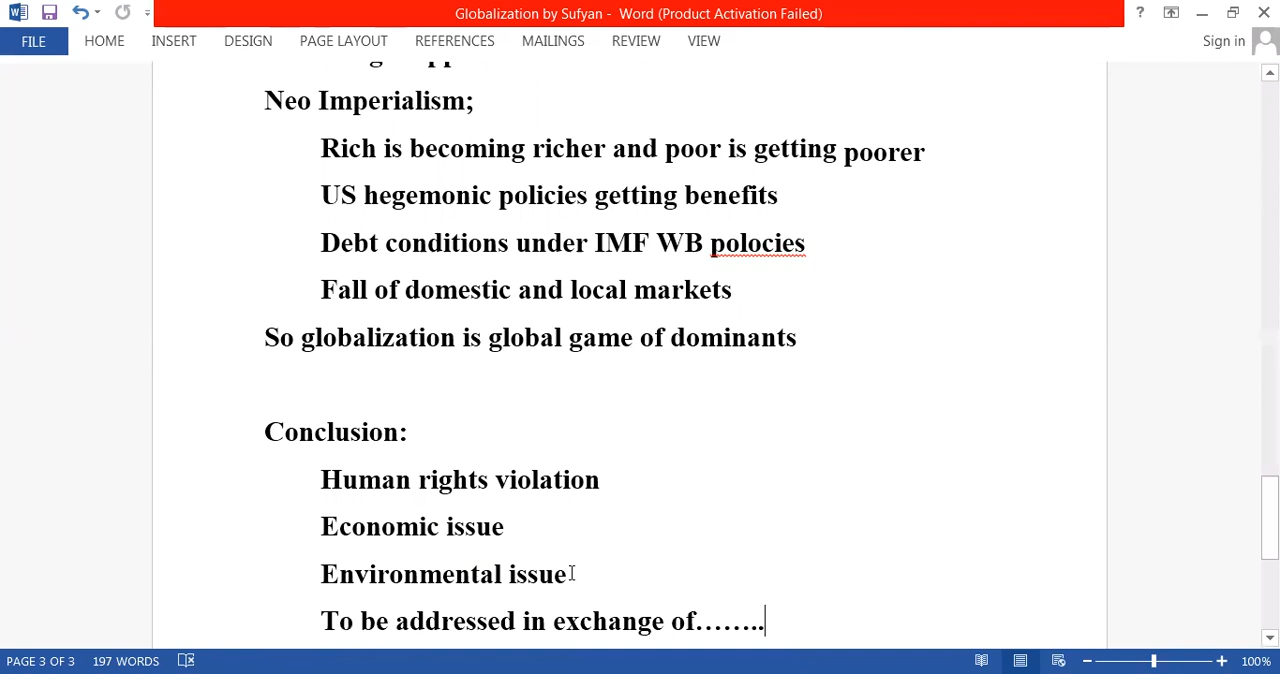 Globalization by Sufyan - Word (Product Activation Failed)
?
FILE HOME INSERT DESIGN PAGE LAYOUT REFERENCES MAILINGS REVIEW VIEW Sign in
Neo Imperialism;
Rich is becoming richer and poor is getting poorer
US hegemonic policies getting benefits
Debt conditions under IMF WB polocies
Fall of domestic and local markets
So globalization is global game of dominants
Conclusion:
Human rights violation
Economic issue
Environmental issue
To be addressed in exchange of……..
PAGE 3 OF 3 197 WORDS 100%